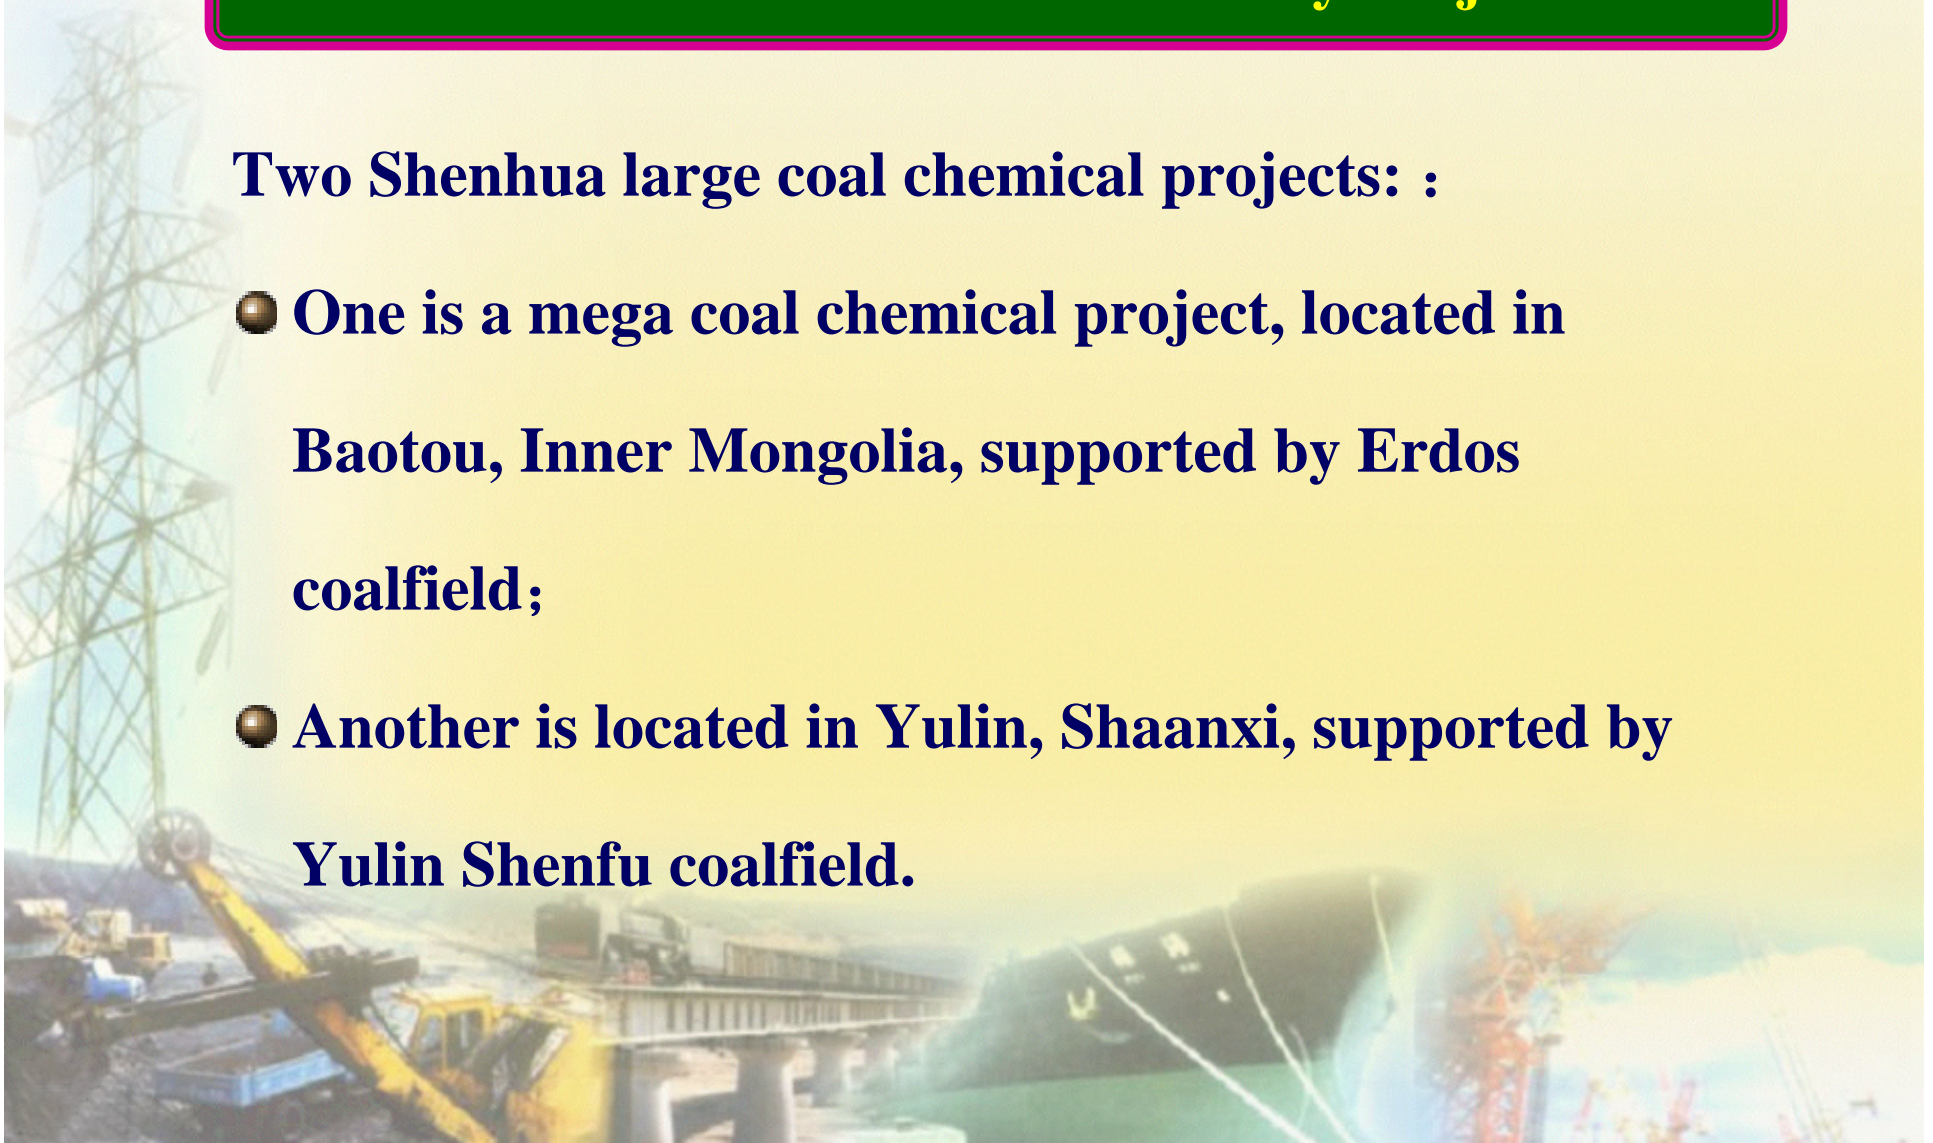 Two Shenhua large coal chemical projects: ：
One is a mega coal chemical project, located in
Baotou, Inner Mongolia, supported by Erdos
coalfield；
Another is located in Yulin, Shaanxi, supported by
Yulin Shenfu coalfield.